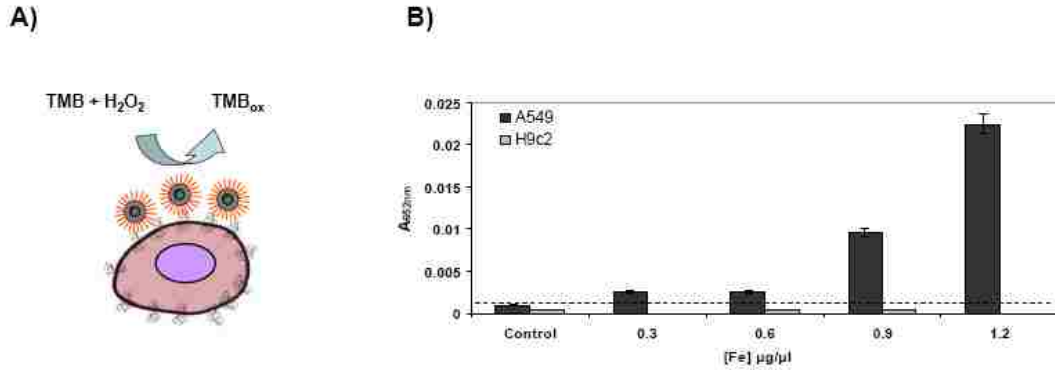 A)
B)
TMB + H₂O₂
TMBox
0.025
0.02
0.015
0.01
0.005
0
A652nm
A549
H9c2
Control
0.3
0.6
0.9
1.2
[Fe] µg/µl